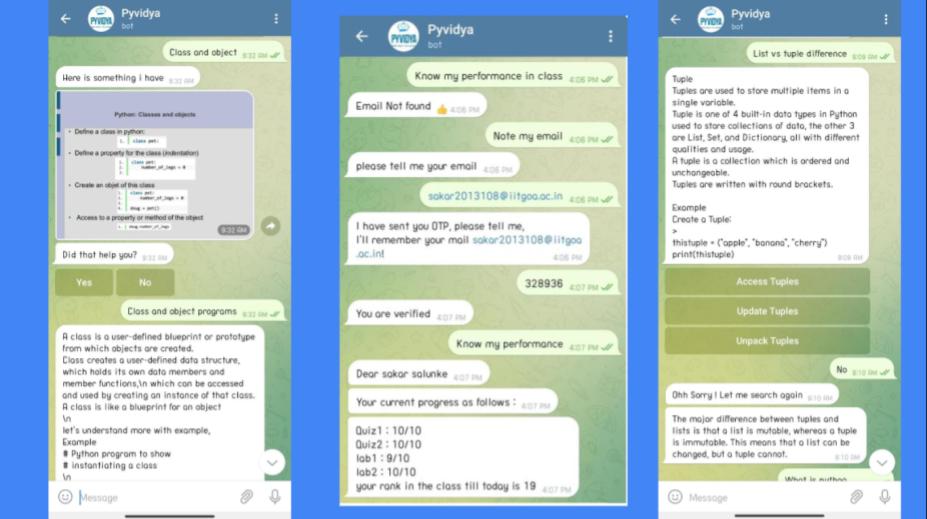 Pyvidya
bot
Class and object 9:32 AM
Here is something i have 9:32 AM
Python: Classes and objects
• Define a class in python:
1. class pet:
• Define a property for the class (indentation)
1. class pet:
2. number_of_legs = 0
• Create an objet of this class
1. class pet:
2. number_of_legs = 0
3.
4. doug = pet()
• Access to a property or method of the object
1. doug.number_of_legs
9:32 AM
Did that help you? 9:32 AM
Yes
No
Class and object programs 9:32 AM
A class is a user-defined blueprint or prototype
from which objects are created.
Class creates a user-defined data structure,
which holds its own data members and
member functions,\n which can be accessed
and used by creating an instance of that class.
A class is like a blueprint for an object
\n
let's understand more with example,
Example
# Python program to show
# instantiating a class
\n
Message
Pyvidya
bot
Know my performance in class 4:06 PM
Email Not found 👍 4:06 PM
Note my email 4:06 PM
please tell me your email 4:06 PM
sakar2013108@iitgoa.ac.in 4:06 PM
I have sent you OTP, please tell me,
I'll remember your mail sakar2013108@iitgoa
.ac.in! 4:06 PM
328936 4:07 PM
You are verified 4:07 PM
Know my performance 4:07 PM
Dear sakar salunke 4:07 PM
Your current progress as follows : 4:07 PM
Quiz1 : 10/10
Quiz2 : 10/10
lab1 : 9/10
lab2 : 10/10
your rank in the class till today is 19 4:07 PM
Pyvidya
bot
List vs tuple difference 8:09 AM
Tuple
Tuples are used to store multiple items in a
single variable.
Tuple is one of 4 built-in data types in Python
used to store collections of data, the other 3
are List, Set, and Dictionary, all with different
qualities and usage.
A tuple is a collection which is ordered and
unchangeable.
Tuples are written with round brackets.
Example
Create a Tuple:
>
thistuple = ("apple", "banana", "cherry")
print(thistuple) 8:09 AM
Access Tuples
Update Tuples
Unpack Tuples
No 8:10 AM
Ohh Sorry ! Let me search again 8:10 AM
The major difference between tuples and
lists is that a list is mutable, whereas a tuple
is immutable. This means that a list can be
changed, but a tuple cannot. 8:10 AM
What is python
Message